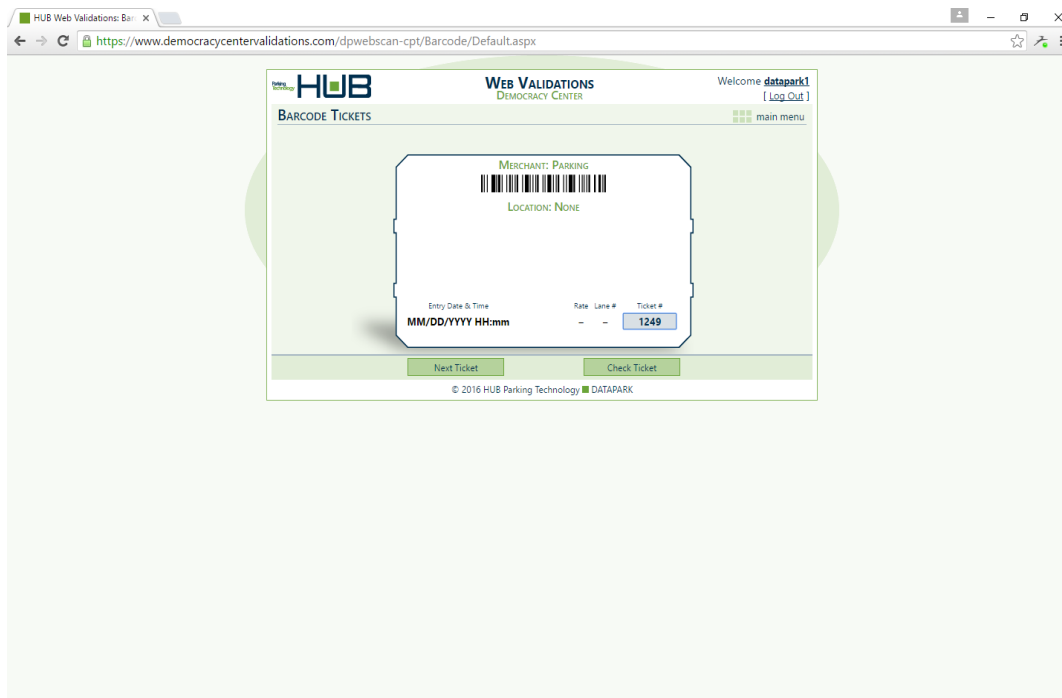 HUB Web Validations: Bar
https://www.democracycentervalidations.com/dpwebscan-cpt/Barcode/Default.aspx
Parking Technology HUB
WEB VALIDATIONS
DEMOCRACY CENTER
Welcome datapark1
[ Log Out ]
BARCODE TICKETS
main menu
MERCHANT: PARKING
LOCATION: NONE
Entry Date & Time Rate Lane # Ticket #
MM/DD/YYYY HH:mm – – 1249
Next Ticket Check Ticket
© 2016 HUB Parking Technology DATAPARK